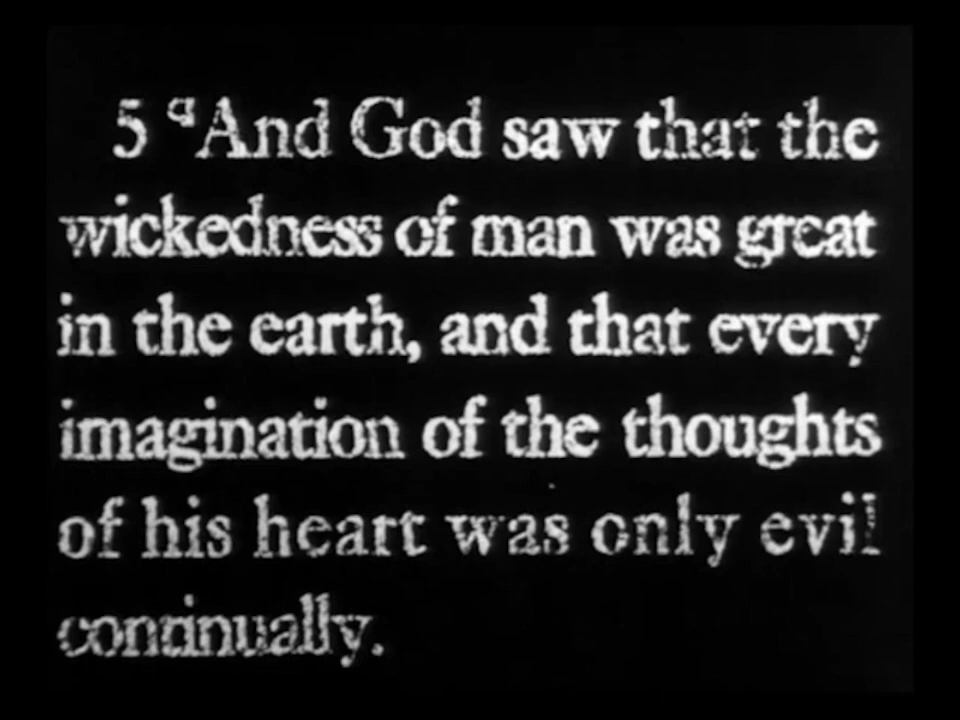 5 qAnd God saw that the
wickedness of man was great
in the earth, and that every
imagination of the thoughts
of his heart was only evil
continually.